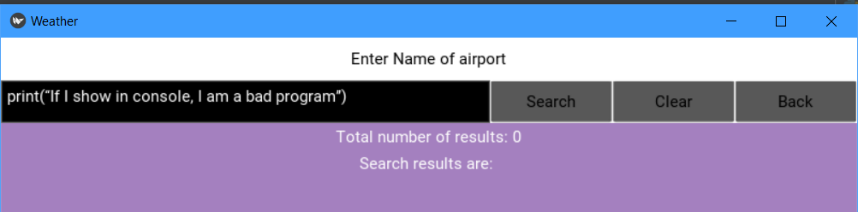 Weather
Enter Name of airport
print(“If I show in console, I am a bad program”)
Search
Clear
Back
Total number of results: 0
Search results are: